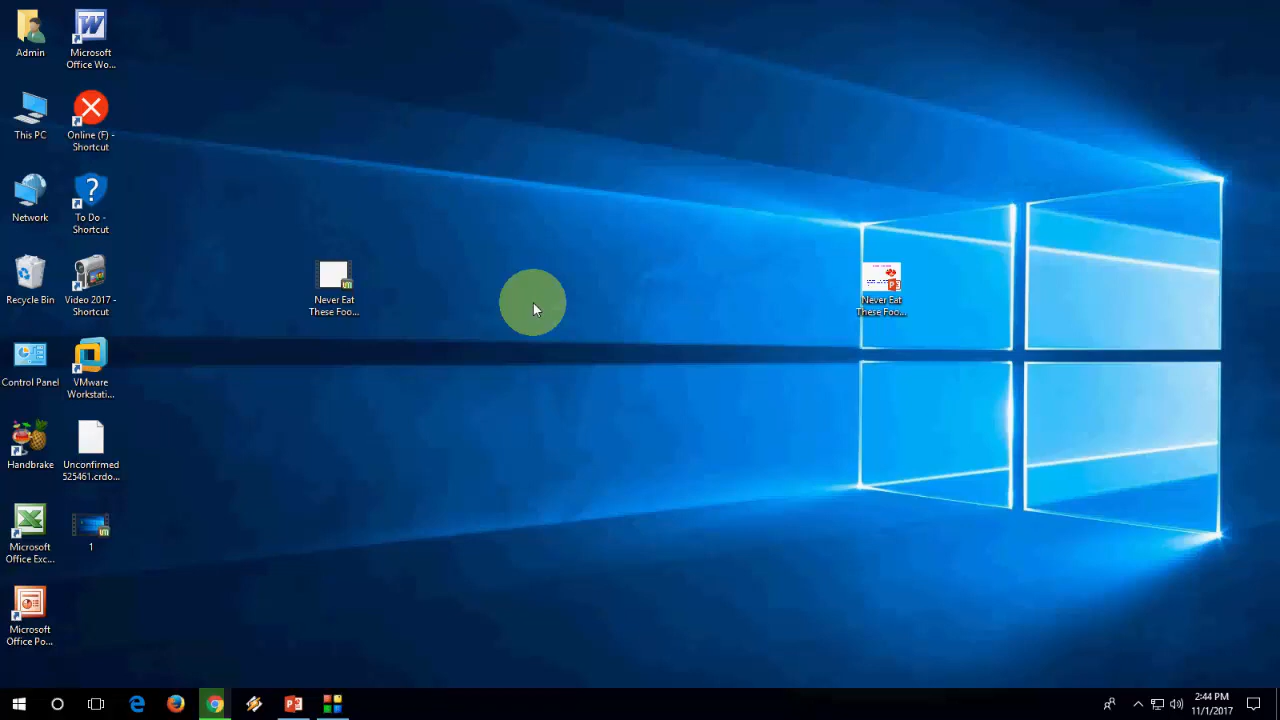 Admin
Microsoft
Office Wo...
This PC
Online (F) -
Shortcut
Network
To Do -
Shortcut
Recycle Bin
Video 2017 -
Shortcut
Control Panel
VMware
Workstati...
Handbrake
Unconfirmed
525461.crdo...
Microsoft
Office Exc...
1
Microsoft
Office Po...
Never Eat
These Foo...
Never Eat
These Foo...
2:44 PM
11/1/2017